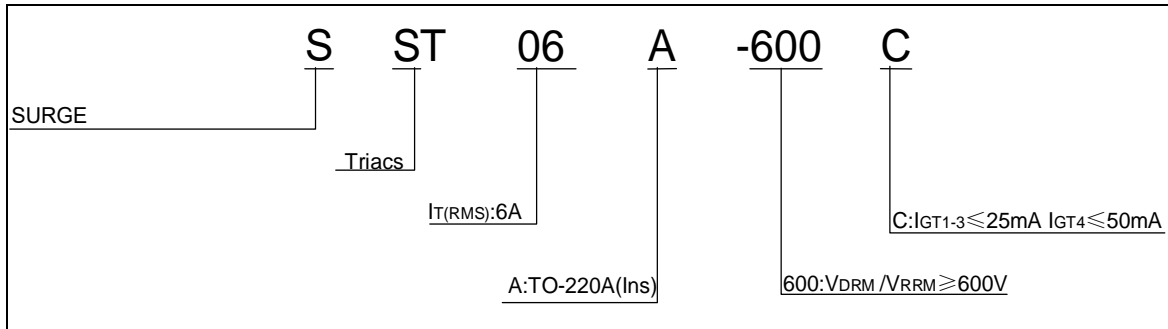 S ST 06 A -600 C
SURGE
Triacs
IT(RMS):6A
C:IGT1-3≤25mA IGT4≤50mA
A:TO-220A(Ins)
600:VDRM /VRRM≥600V